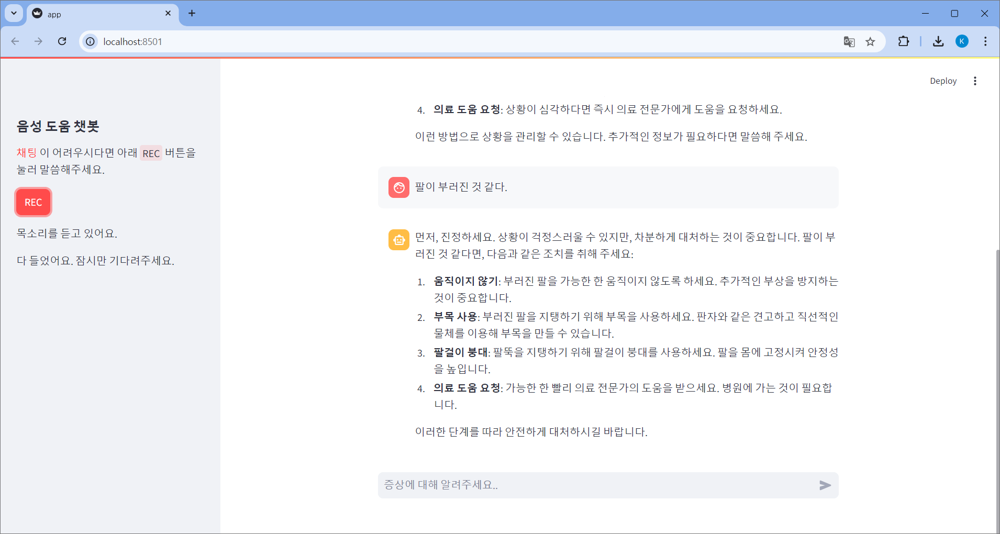 app
localhost:8501
K
Deploy
음성 도움 챗봇
채팅 이 어려우시다면 아래 REC 버튼을
눌러 말씀해주세요.
REC
목소리를 듣고 있어요.
다 들었어요. 잠시만 기다려주세요.
4. 의료 도움 요청: 상황이 심각하다면 즉시 의료 전문가에게 도움을 요청하세요.
이런 방법으로 상황을 관리할 수 있습니다. 추가적인 정보가 필요하다면 말씀해 주세요.
팔이 부러진 것 같다.
먼저, 진정하세요. 상황이 걱정스러울 수 있지만, 차분하게 대처하는 것이 중요합니다. 팔이 부
러진 것 같다면, 다음과 같은 조치를 취해 주세요:
1. 움직이지 않기: 부러진 팔을 가능한 한 움직이지 않도록 하세요. 추가적인 부상을 방지하는
것이 중요합니다.
2. 부목 사용: 부러진 팔을 지탱하기 위해 부목을 사용하세요. 판자와 같은 견고하고 직선적인
물체를 이용해 부목을 만들 수 있습니다.
3. 팔걸이 붕대: 팔뚝을 지탱하기 위해 팔걸이 붕대를 사용하세요. 팔을 몸에 고정시켜 안정성
을 높입니다.
4. 의료 도움 요청: 가능한 한 빨리 의료 전문가의 도움을 받으세요. 병원에 가는 것이 필요합
니다.
이러한 단계를 따라 안전하게 대처하시길 바랍니다.
증상에 대해 알려주세요..